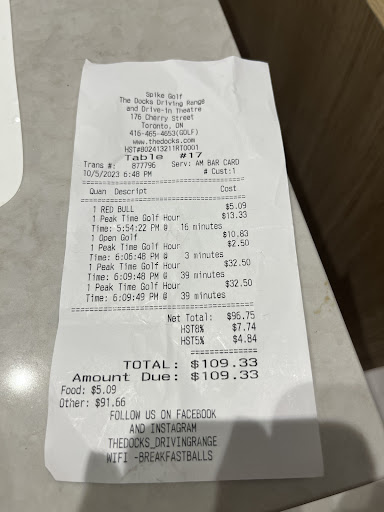 Spike Golf
The Docks Driving Range
and Drive-in Theatre
176 Cherry Street
Toronto, ON
416-465-4653(GOLF)
www.thedocks.com
HST#802413211RT0001
Table #17
Trans #: 877796 Serv: AM BAR CARD
10/5/2023 6:48 PM # Cust:1
Quan Descript Cost
1 RED BULL $5.09
1 Peak Time Golf Hour $13.33
Time: 5:54:22 PM @ 16 minutes
1 Open Golf $10.83
1 Peak Time Golf Hour $2.50
Time: 6:06:48 PM @ 3 minutes
1 Peak Time Golf Hour $32.50
Time: 6:09:48 PM @ 39 minutes
1 Peak Time Golf Hour $32.50
Time: 6:09:49 PM @ 39 minutes
Net Total: $96.75
HST8% $7.74
HST5% $4.84
TOTAL: $109.33
Amount Due: $109.33
Food: $5.09
Other: $91.66
FOLLOW US ON FACEBOOK
AND INSTAGRAM
THEDOCKS_DRIVINGRANGE
WIFI -BREAKFASTBALLS